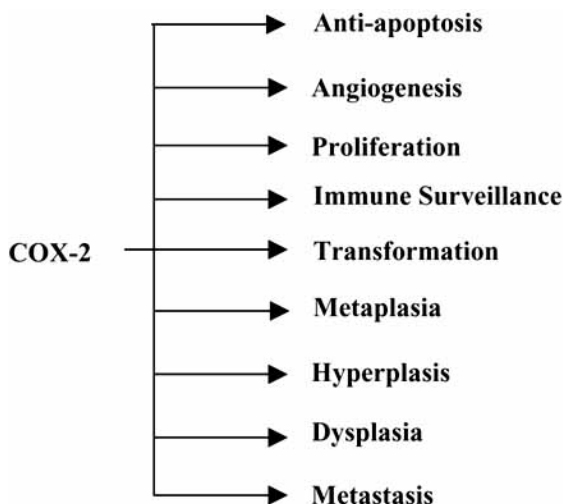 Anti-apoptosis
Angiogenesis
Proliferation
Immune Surveillance
COX-2
Transformation
Metaplasia
Hyperplasis
Dysplasia
Metastasis